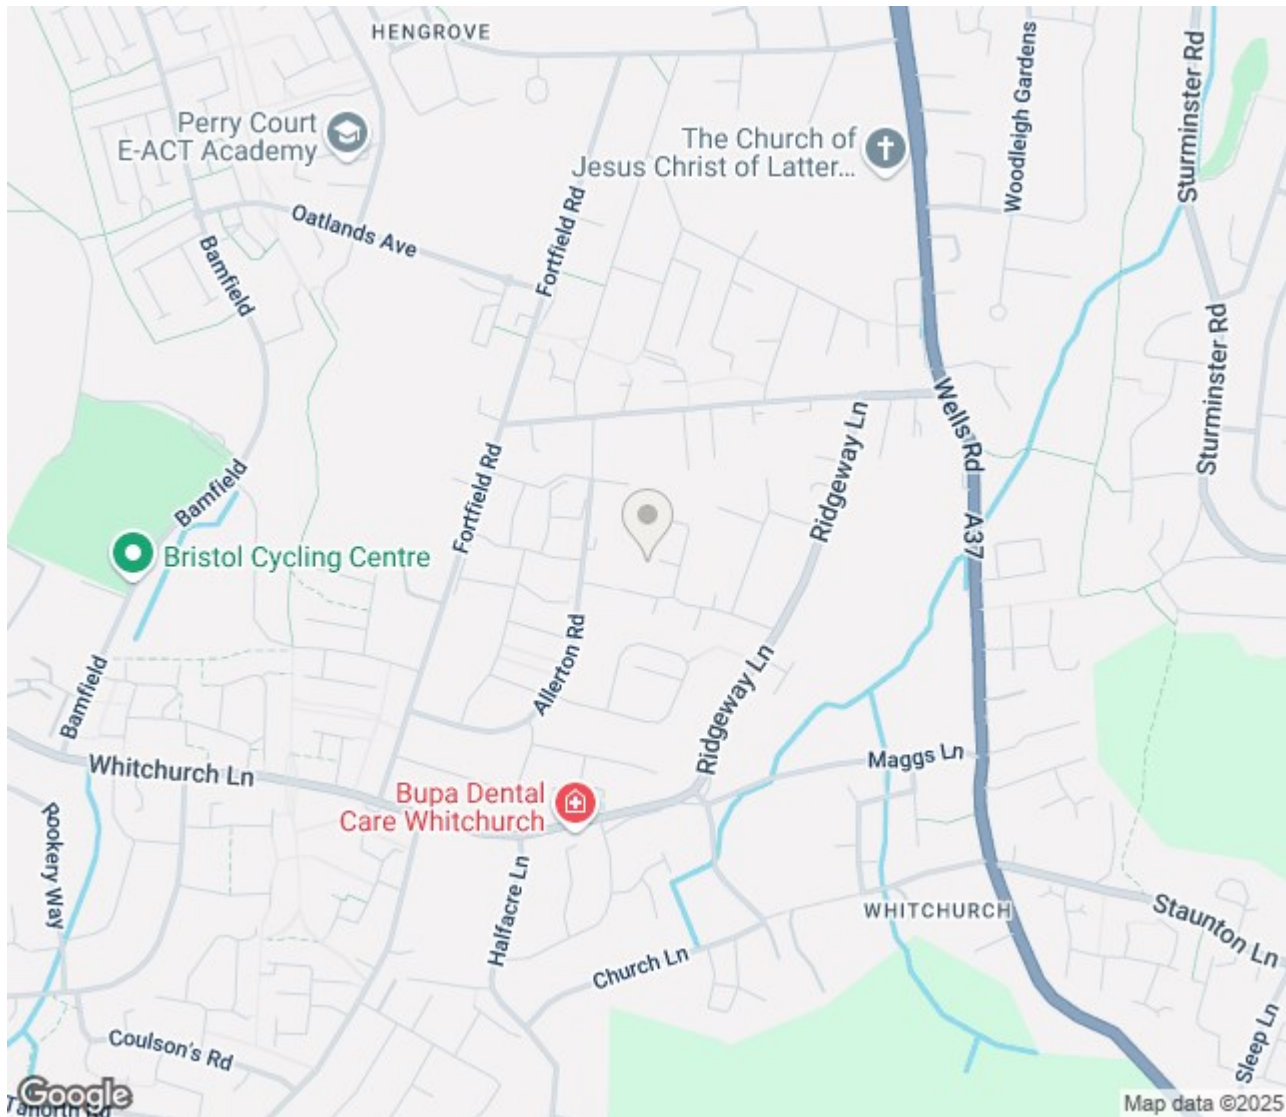 HENGROVE
Perry Court
E-ACT Academy
The Church of
Jesus Christ of Latter...
Woodleigh Gardens
Sturminster Rd
Oatlands Ave
Fortfield Rd
Bamfield
Sturminster Rd
Wells Rd
Ridgeway Ln
Fortfield Rd
Bamfield
A37
Bristol Cycling Centre
Allerton Rd
Bamfield
Ridgeway Ln
Whitchurch Ln
Maggs Ln
Bupa Dental
Care Whitchurch
Rookery Way
Halfacre Ln
WHITCHURCH
Staunton Ln
Church Ln
Coulson's Rd
Sleep Ln
Google
Map data ©2025